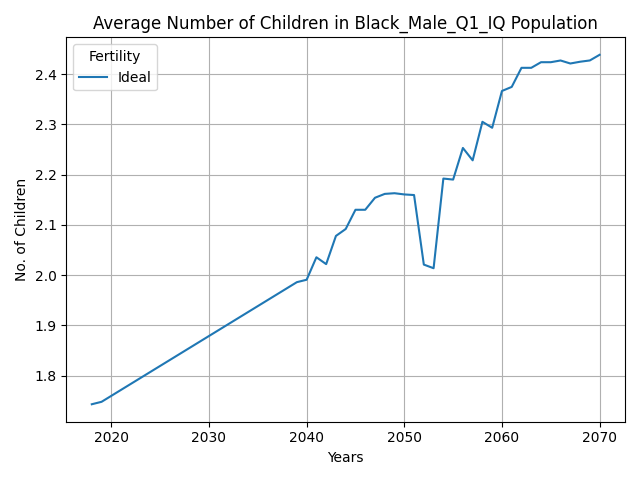 Average Number of Children in Black_Male_Q1_IQ Population
Fertility
Ideal
2.4
2.3
2.2
2.1
2.0
1.9
1.8
No. of Children
2020 2030 2040 2050 2060 2070
Years